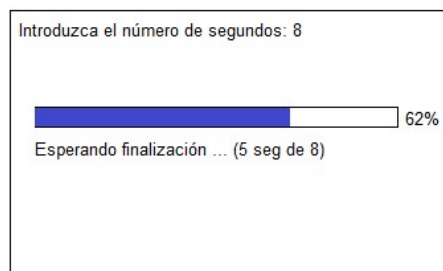 Introduzca el número de segundos: 8
62%
Esperando finalización ... (5 seg de 8)